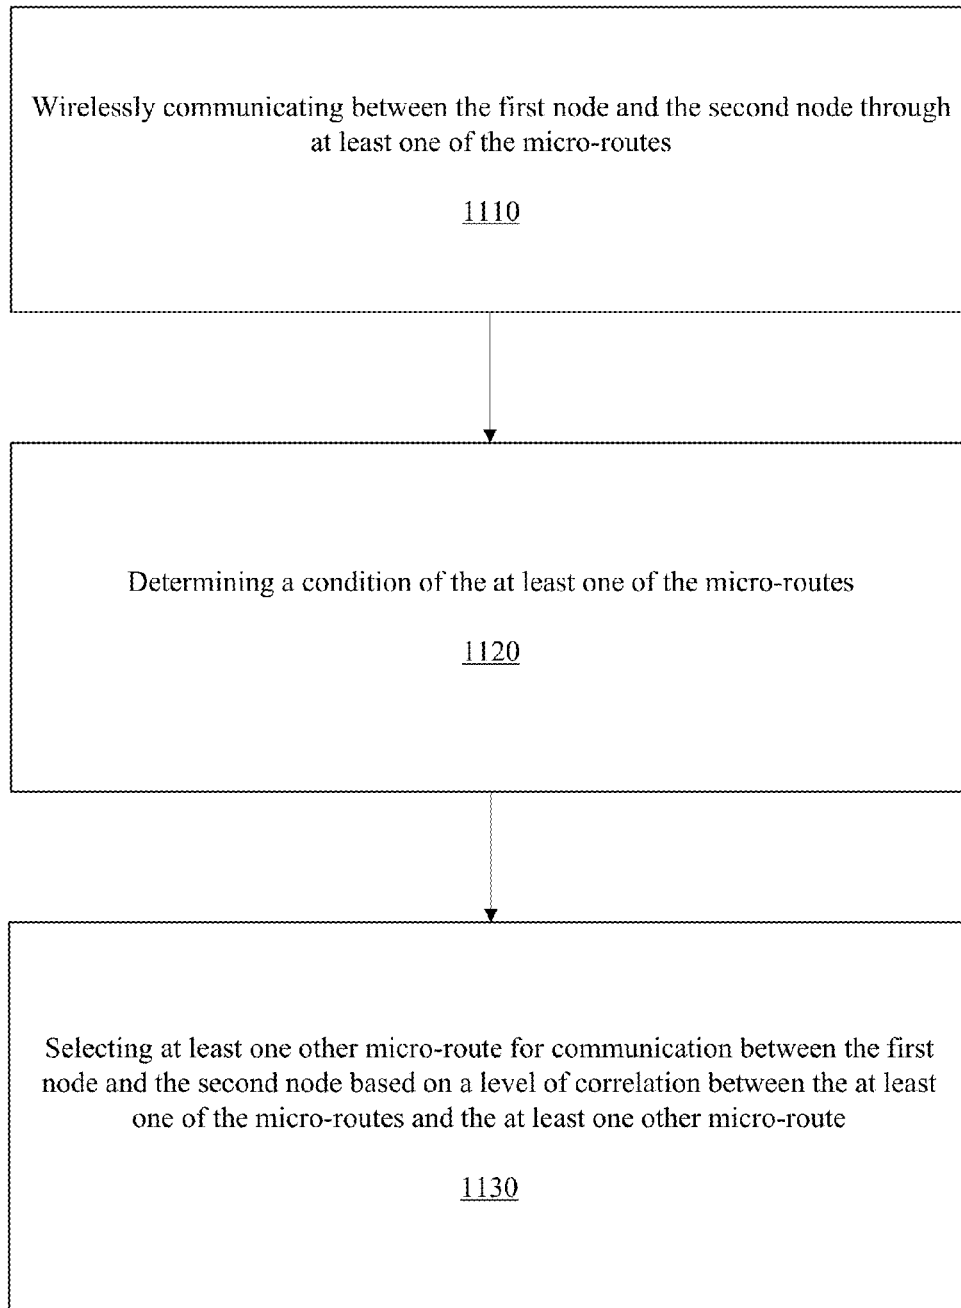 Wirelessly communicating between the first node and the second node through
at least one of the micro-routes
1110
Determining a condition of the at least one of the micro-routes
1120
Selecting at least one other micro-route for communication between the first
node and the second node based on a level of correlation between the at least
one of the micro-routes and the at least one other micro-route
1130